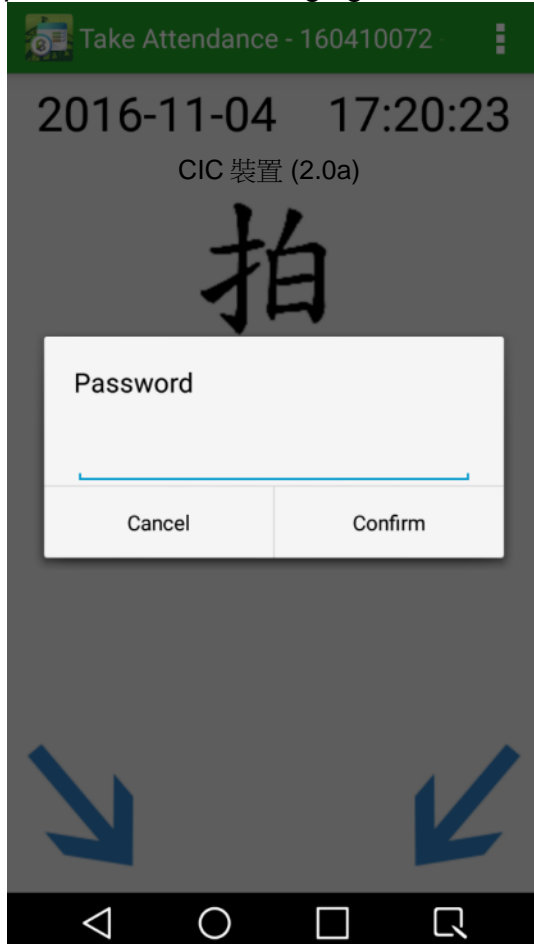 Take Attendance - 160410072 -
2016-11-04 17:20:23
CIC 裝置 (2.0a)
拍
Password
Cancel Confirm